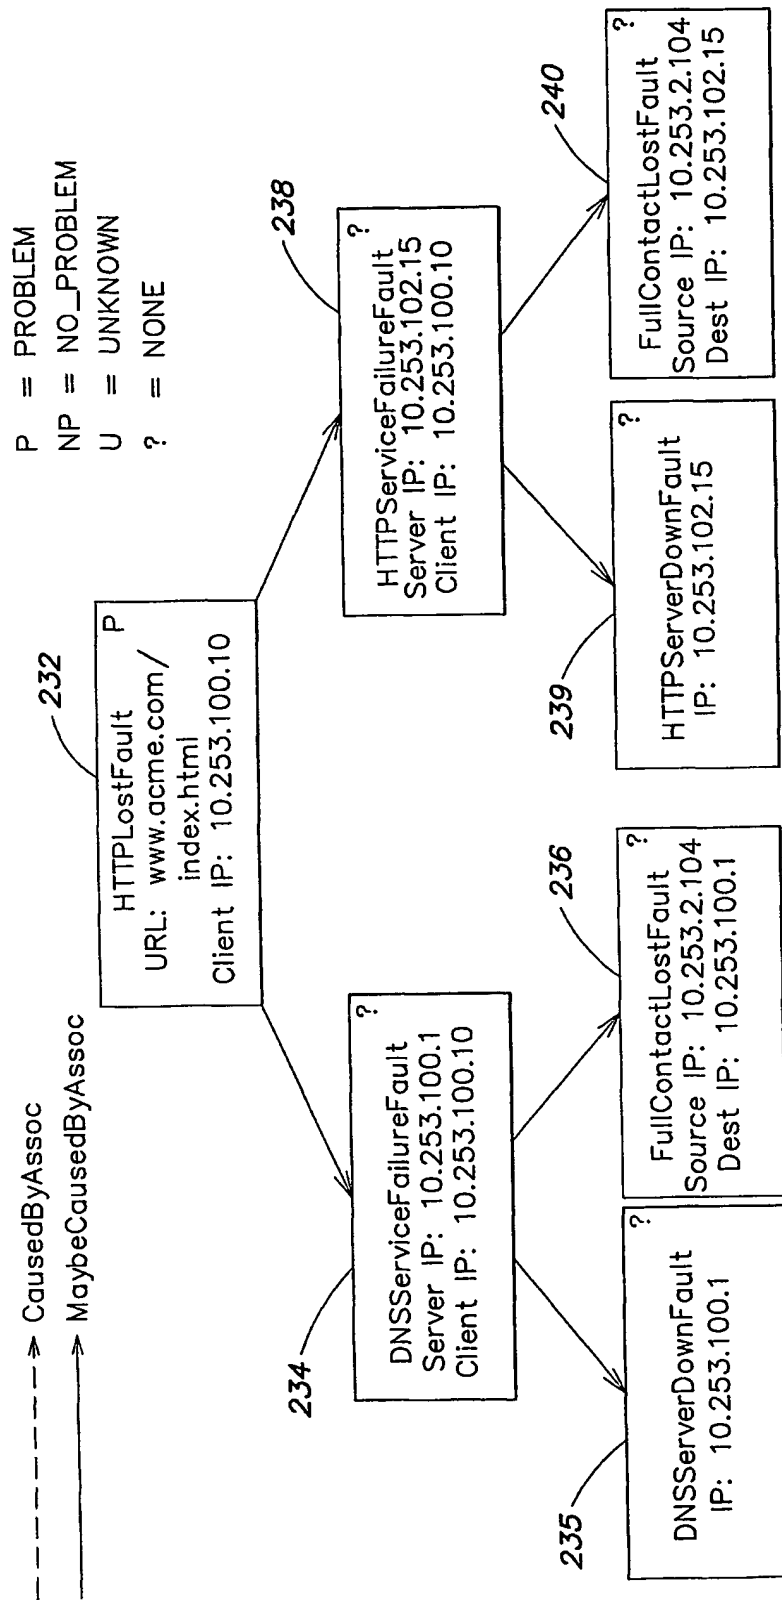 CausedByAssoc
MaybeCausedByAssoc
P = PROBLEM
NP = NO_PROBLEM
U = UNKNOWN
? = NONE
232
HTTPLostFault
P
URL: www.acme.com/
index.html
Client IP: 10.253.100.10
234
?
DNSServiceFailureFault
Server IP: 10.253.100.1
Client IP: 10.253.100.10
238
?
HTTPServiceFailureFault
Server IP: 10.253.102.15
Client IP: 10.253.100.10
235
?
DNSServerDownFault
IP: 10.253.100.1
236
?
FullContactLostFault
Source IP: 10.253.2.104
Dest IP: 10.253.100.1
239
?
HTTPServerDownFault
IP: 10.253.102.15
240
?
FullContactLostFault
Source IP: 10.253.2.104
Dest IP: 10.253.102.15